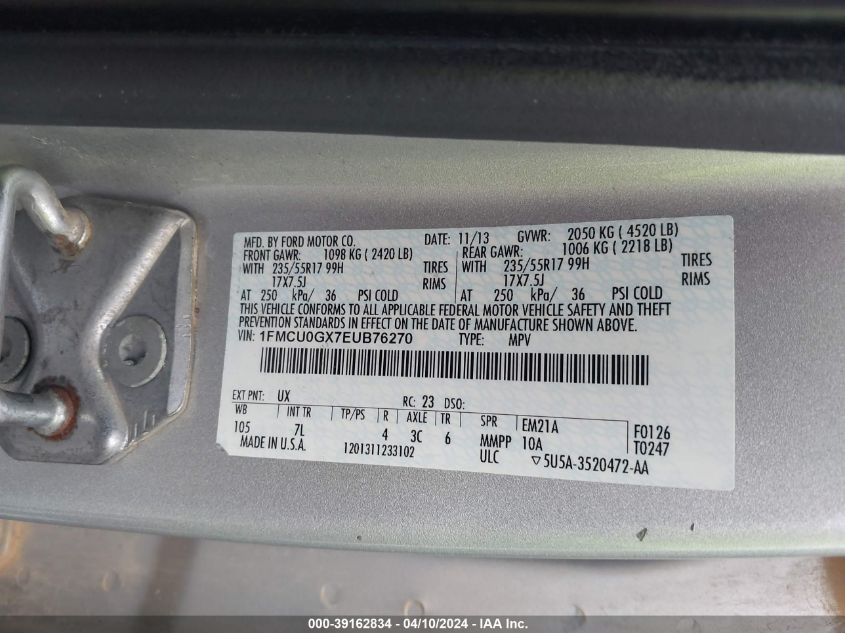 MFD. BY FORD MOTOR CO. DATE: 11/13 GVWR: 2050 KG ( 4520 LB)
FRONT GAWR: 1098 KG ( 2420 LB) REAR GAWR: 1006 KG ( 2218 LB)
WITH 235/55R17 99H TIRES WITH 235/55R17 99H TIRES
17X7.5J RIMS 17X7.5J RIMS
AT 250 kPa/ 36 PSI COLD AT 250 kPa/ 36 PSI COLD
THIS VEHICLE CONFORMS TO ALL APPLICABLE FEDERAL MOTOR VEHICLE SAFETY AND THEFT
PREVENTION STANDARDS IN EFFECT ON THE DATE OF MANUFACTURE SHOWN ABOVE.
VIN: 1FMCU0GX7EUB76270 TYPE: MPV
EXT PNT: UX RC: 23 DSO:
WB INT TR TP/PS R AXLE TR SPR EM21A F0126
105 7L 4 3C 6 MMPP 10A T0247
MADE IN U.S.A. 1201311233102 ULC ▽5U5A-3520472-AA
000-39162834 - 04/10/2024 - IAA Inc.